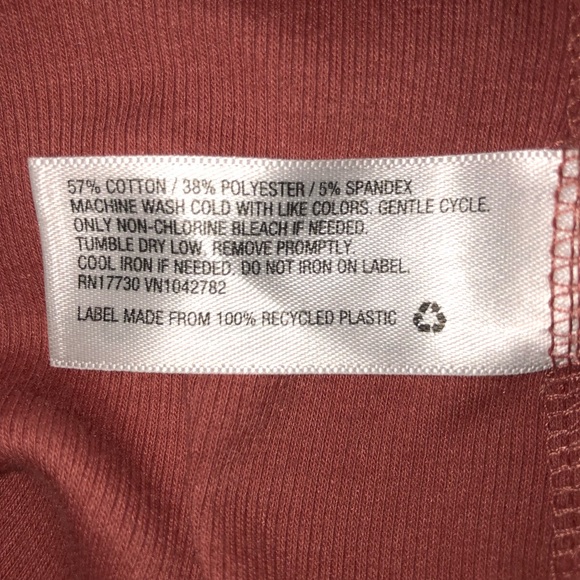 57% COTTON / 38% POLYESTER / 5% SPANDEX
MACHINE WASH COLD WITH LIKE COLORS. GENTLE CYCLE.
ONLY NON-CHLORINE BLEACH IF NEEDED.
TUMBLE DRY LOW. REMOVE PROMPTLY.
COOL IRON IF NEEDED. DO NOT IRON ON LABEL.
RN17730 VN1042782
LABEL MADE FROM 100% RECYCLED PLASTIC